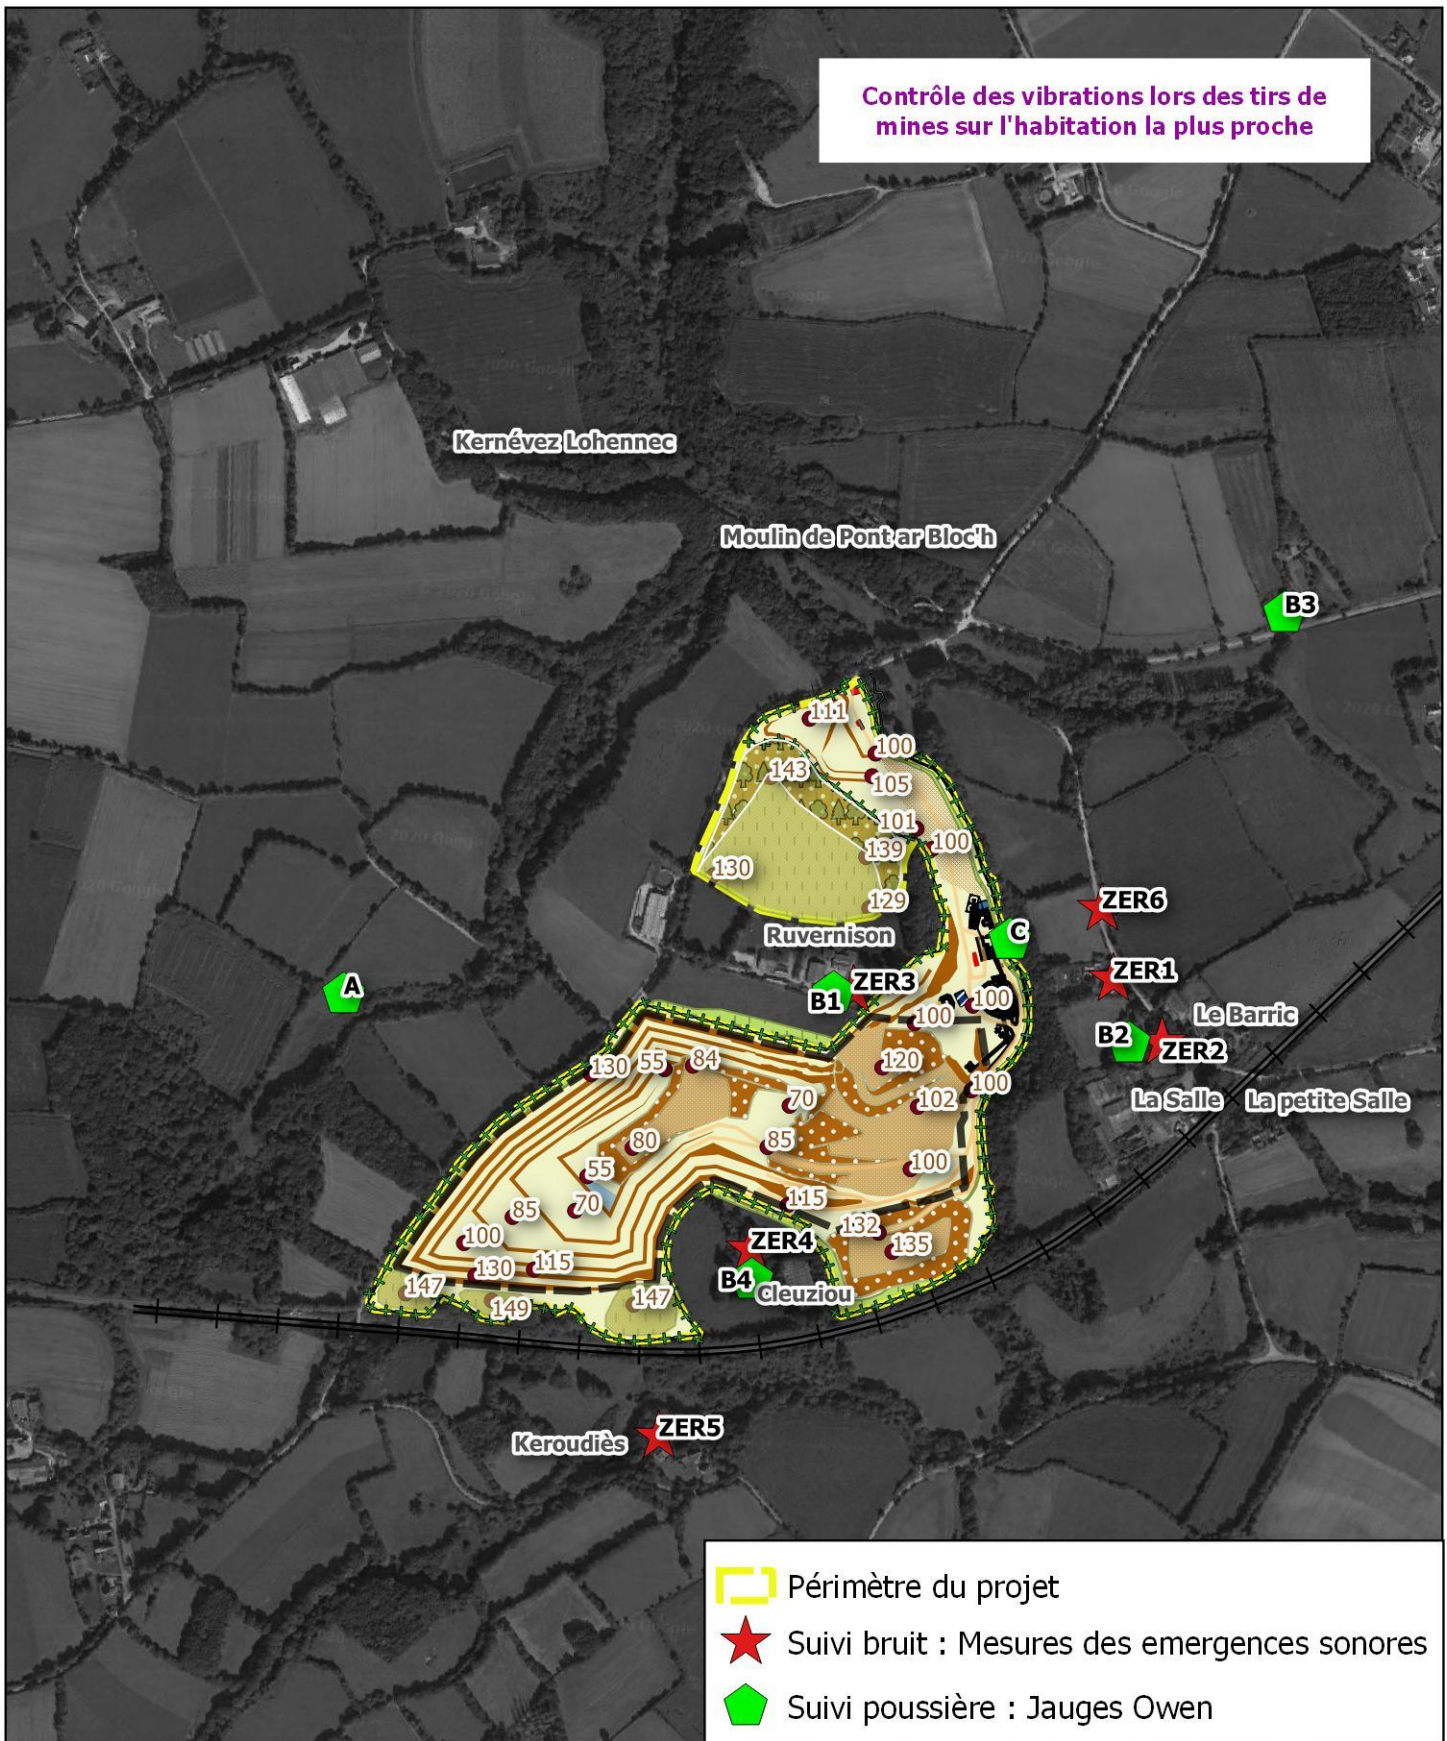 Contrôle des vibrations lors des tirs de
mines sur l'habitation la plus proche
Kernévez Lohennec
Moulin de Pont ar Bloc'h
B3
111
100
143
105
101
100
139
130
129
ZER6
Ruvernison
C
A
ZER3
B1
ZER1
100
100
Le Barric
B2
ZER2
130
55
84
120
100
70
102
La Salle
La petite Salle
80
85
100
55
85
70
115
100
132
135
ZER4
130
115
B4
Cleuziou
147
149
147
ZER5
Keroudiès
Périmètre du projet
Suivi bruit : Mesures des emergences sonores
Suivi poussière : Jauges Owen